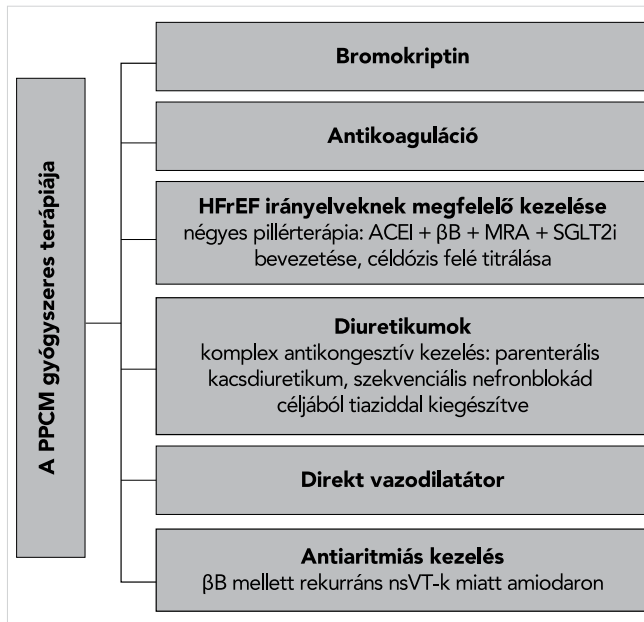 A PPCM gyógyszeres terápiája
Bromokriptin
Antikoaguláció
HFrEF irányelveknek megfelelő kezelése
négyes pillérterápia: ACEI + βB + MRA + SGLT2i
bevezetése, céldózis felé titrálása
Diuretikumok
komplex antikongesztív kezelés: parenterális
kacsdiuretikum, szekvenciális nefronblokád
céljából tiaziddal kiegészítve
Direkt vazodilatátor
Antiaritmiás kezelés
βB mellett rekurráns nsVT-k miatt amiodaron